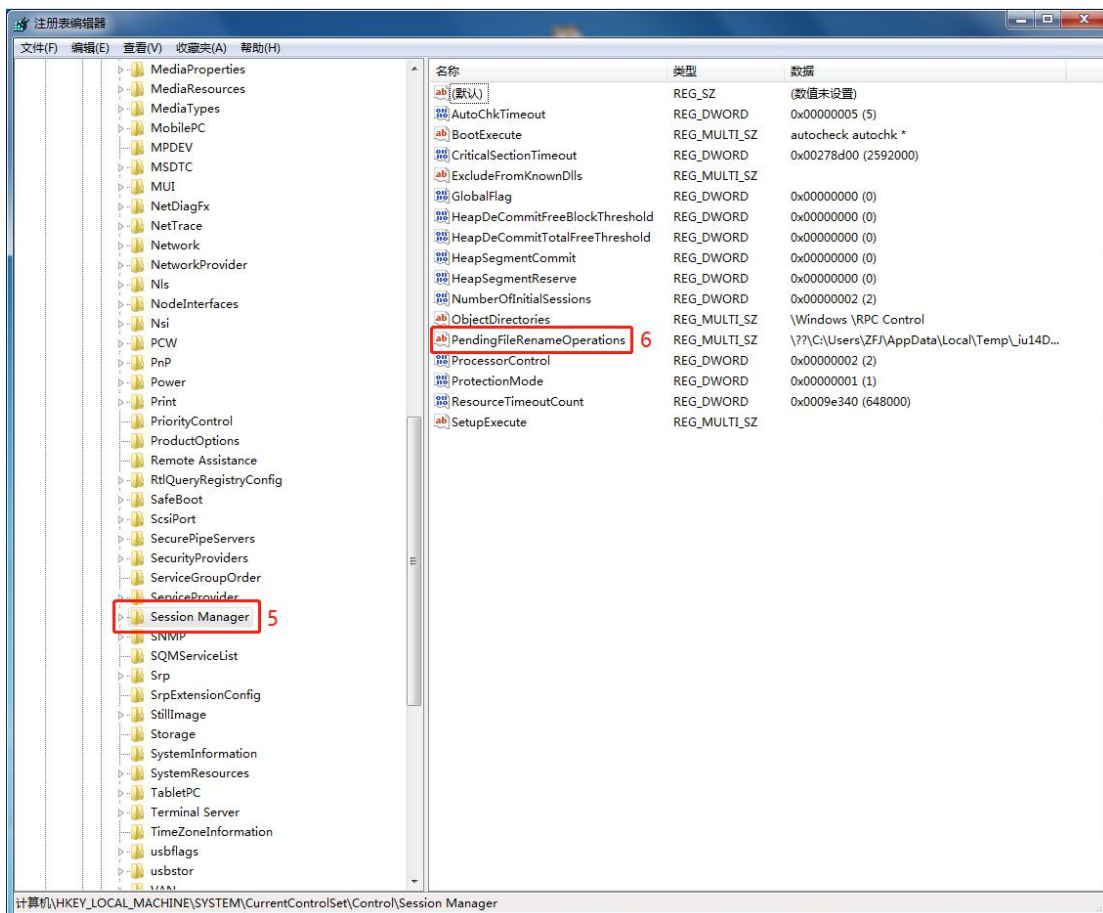 注册表编辑器
文件(F) 编辑(E) 查看(V) 收藏夹(A) 帮助(H)
MediaProperties
MediaResources
MediaTypes
MobilePC
MPDEV
MSDTC
MUI
NetDiagFx
NetTrace
Network
NetworkProvider
Nls
NodeInterfaces
Nsi
PCW
PnP
Power
Print
PriorityControl
ProductOptions
Remote Assistance
RtlQueryRegistryConfig
SafeBoot
ScsiPort
SecurePipeServers
SecurityProviders
ServiceGroupOrder
ServiceProvider
Session Manager 5
SNMP
SQMServiceList
Srp
SrpExtensionConfig
StillImage
Storage
SystemInformation
SystemResources
TabletPC
Terminal Server
TimeZoneInformation
usbflags
usbstor
VAN
名称 类型 数据
(默认) REG_SZ (数值未设置)
AutoChkTimeout REG_DWORD 0x00000005 (5)
BootExecute REG_MULTI_SZ autocheck autochk *
CriticalSectionTimeout REG_DWORD 0x00278d00 (2592000)
ExcludeFromKnownDlls REG_MULTI_SZ
GlobalFlag REG_DWORD 0x00000000 (0)
HeapDeCommitFreeBlockThreshold REG_DWORD 0x00000000 (0)
HeapDeCommitTotalFreeThreshold REG_DWORD 0x00000000 (0)
HeapSegmentCommit REG_DWORD 0x00000000 (0)
HeapSegmentReserve REG_DWORD 0x00000000 (0)
NumberOfInitialSessions REG_DWORD 0x00000002 (2)
ObjectDirectories REG_MULTI_SZ \Windows \RPC Control
PendingFileRenameOperations 6 REG_MULTI_SZ \??\C:\Users\ZFJ\AppData\Local\Temp\_iu14D...
ProcessorControl REG_DWORD 0x00000002 (2)
ProtectionMode REG_DWORD 0x00000001 (1)
ResourceTimeoutCount REG_DWORD 0x0009e340 (648000)
SetupExecute REG_MULTI_SZ
计算机\HKEY_LOCAL_MACHINE\SYSTEM\CurrentControlSet\Control\Session Manager